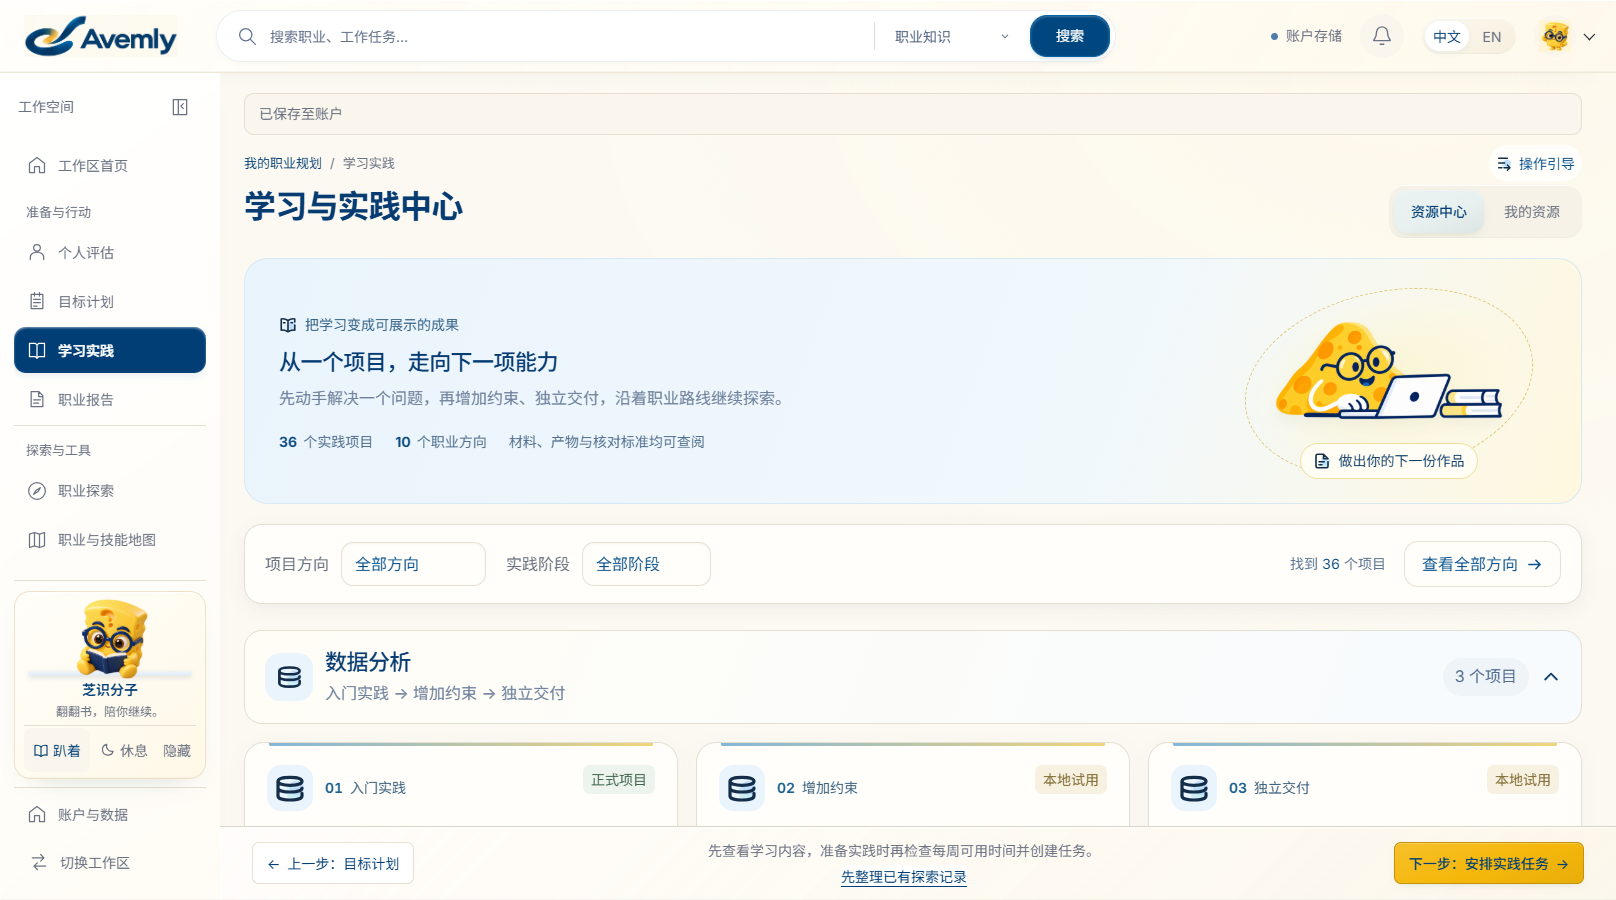 Avemly
搜索职业、工作任务...
职业知识
搜索
账户存储
中文 EN
工作空间
工作区首页
准备与行动
个人评估
目标计划
学习实践
职业报告
探索与工具
职业探索
职业与技能地图
芝识分子
翻翻书，陪你继续。
趴着 休息 隐藏
账户与数据
切换工作区
已保存至账户
我的职业规划 / 学习实践
操作引导
学习与实践中心
资源中心 我的资源
把学习变成可展示的成果
从一个项目，走向下一项能力
先动手解决一个问题，再增加约束、独立交付，沿着职业路线继续探索。
36 个实践项目 10 个职业方向 材料、产物与核对标准均可查阅
做出你的下一份作品
项目方向 全部方向 实践阶段 全部阶段
找到 36 个项目 查看全部方向 →
数据分析
入门实践 → 增加约束 → 独立交付
3 个项目
01 入门实践 正式项目
02 增加约束 本地试用
03 独立交付 本地试用
← 上一步：目标计划
先查看学习内容，准备实践时再检查每周可用时间并创建任务。
先整理已有探索记录
下一步：安排实践任务 →